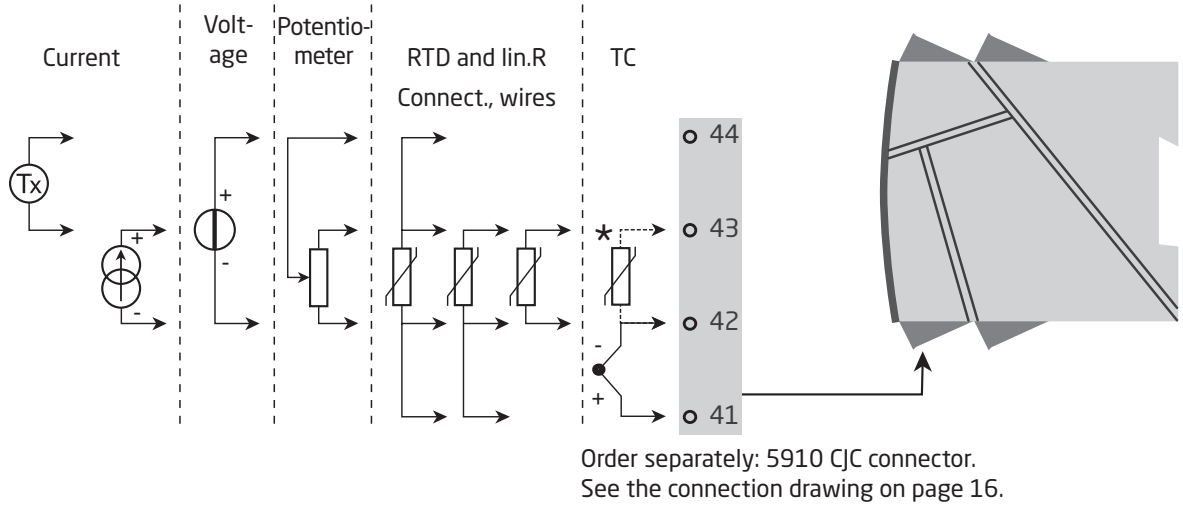 Current
Volt-
age
Potentio-
meter
RTD and lin.R
Connect., wires
TC
Tx
+
-
+
-
*
-
+
44
43
42
41
Order separately: 5910 CJC connector.
See the connection drawing on page 16.